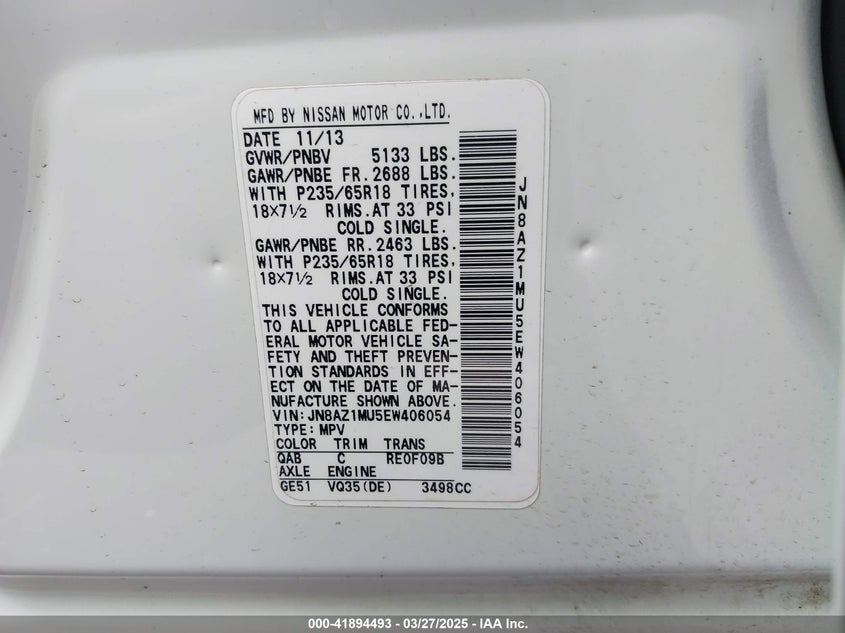 MFD BY NISSAN MOTOR CO.,LTD.
DATE 11/13
GVWR/PNBV 5133 LBS.
GAWR/PNBE FR. 2688 LBS.
WITH P235/65R18 TIRES,
18×7½ RIMS.AT 33 PSI
COLD SINGLE.
GAWR/PNBE RR. 2463 LBS.
WITH P235/65R18 TIRES,
18×7½ RIMS.AT 33 PSI
COLD SINGLE.
THIS VEHICLE CONFORMS
TO ALL APPLICABLE FED-
ERAL MOTOR VEHICLE SA-
FETY AND THEFT PREVEN-
TION STANDARDS IN EFF-
ECT ON THE DATE OF MA-
NUFACTURE SHOWN ABOVE.
VIN:JN8AZ1MU5EW406054
TYPE:MPV
COLOR TRIM TRANS
QAB C RE0F09B
AXLE ENGINE
GE51 VQ35(DE) 3498CC
JN8AZ1MU5EW406054
000-41894493 - 03/27/2025 - IAA Inc.